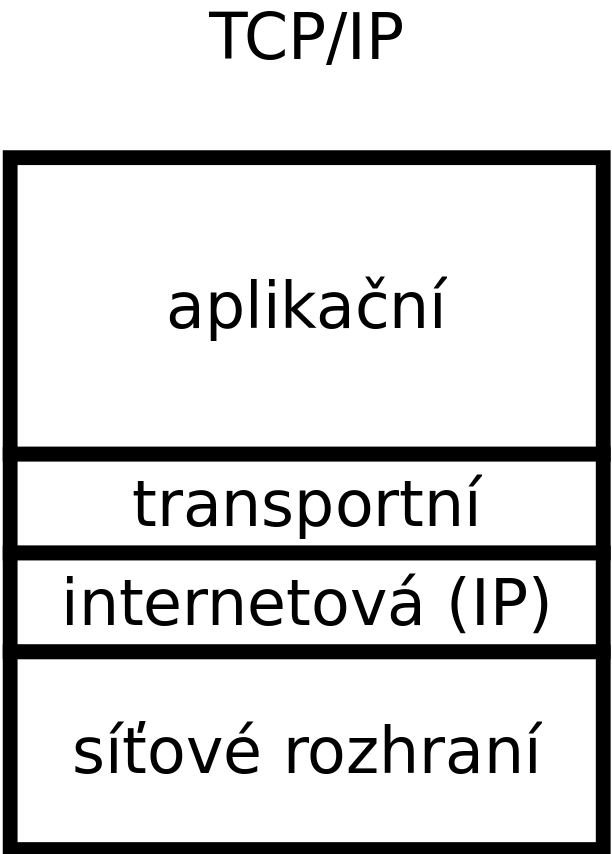 TCP/IP
aplikační
transportní
internetová (IP)
síťové rozhraní